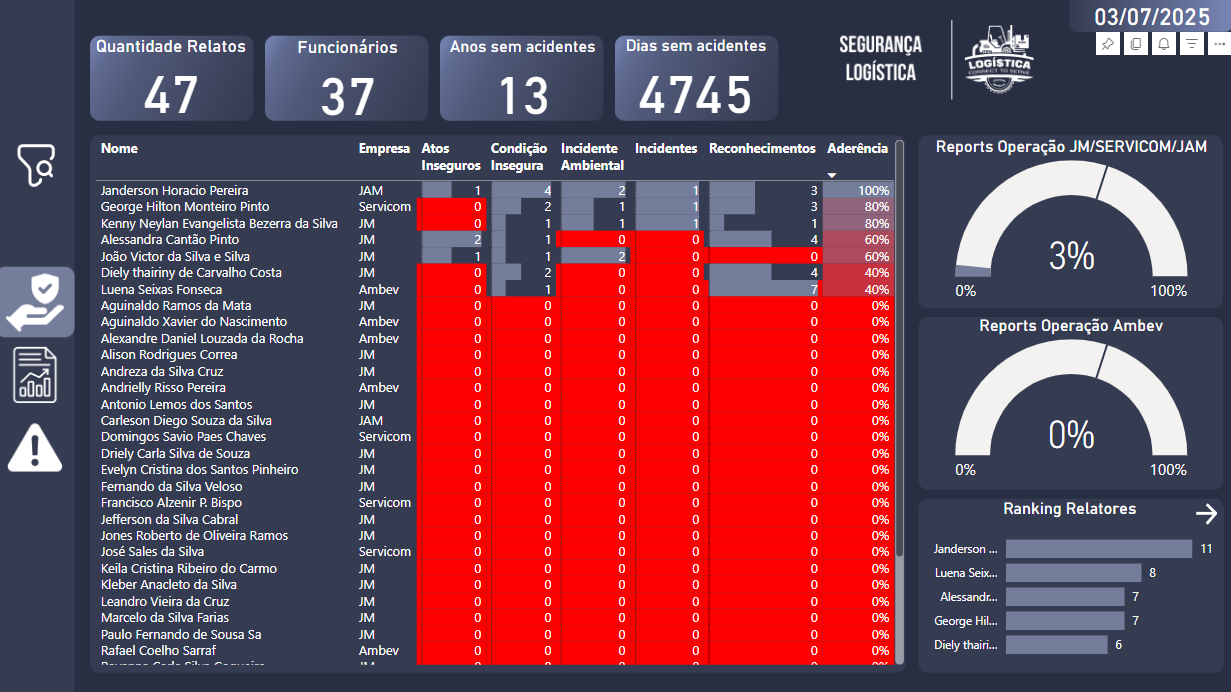 03/07/2025
Quantidade Relatos
47
Funcionários
37
Anos sem acidentes
13
Dias sem acidentes
4745
SEGURANÇA
LOGÍSTICA
LOGÍSTICA
CONNECT TO SERVE
Nome Empresa Atos Inseguros Condição Insegura Incidente Ambiental Incidentes Reconhecimentos Aderência
Janderson Horacio Pereira JAM 1 4 2 1 3 100%
George Hilton Monteiro Pinto Servicom 0 2 1 1 3 80%
Kenny Neylan Evangelista Bezerra da Silva JM 0 1 1 1 1 80%
Alessandra Cantão Pinto JM 2 1 0 0 4 60%
João Victor da Silva e Silva JM 1 1 2 0 0 60%
Diely thairiny de Carvalho Costa JM 0 2 0 0 4 40%
Luena Seixas Fonseca Ambev 0 1 0 0 7 40%
Aguinaldo Ramos da Mata JM 0 0 0 0 0 0%
Aguinaldo Xavier do Nascimento Ambev 0 0 0 0 0 0%
Alexandre Daniel Louzada da Rocha Ambev 0 0 0 0 0 0%
Alison Rodrigues Correa JM 0 0 0 0 0 0%
Andreza da Silva Cruz JM 0 0 0 0 0 0%
Andrielly Risso Pereira Ambev 0 0 0 0 0 0%
Antonio Lemos dos Santos JM 0 0 0 0 0 0%
Carleson Diego Souza da Silva JAM 0 0 0 0 0 0%
Domingos Savio Paes Chaves Servicom 0 0 0 0 0 0%
Driely Carla Silva de Souza JM 0 0 0 0 0 0%
Evelyn Cristina dos Santos Pinheiro JM 0 0 0 0 0 0%
Fernando da Silva Veloso JM 0 0 0 0 0 0%
Francisco Alzenir P. Bispo Servicom 0 0 0 0 0 0%
Jefferson da Silva Cabral JM 0 0 0 0 0 0%
Jones Roberto de Oliveira Ramos JM 0 0 0 0 0 0%
José Sales da Silva Servicom 0 0 0 0 0 0%
Keila Cristina Ribeiro do Carmo JM 0 0 0 0 0 0%
Kleber Anacleto da Silva JM 0 0 0 0 0 0%
Leandro Vieira da Cruz JM 0 0 0 0 0 0%
Marcelo da Silva Farias JM 0 0 0 0 0 0%
Paulo Fernando de Sousa Sa JM 0 0 0 0 0 0%
Rafael Coelho Sarraf Ambev 0 0 0 0 0 0%
Reports Operação JM/SERVICOM/JAM
3%
0% 100%
Reports Operação Ambev
0%
0% 100%
Ranking Relatores
Janderson ... 11
Luena Seix... 8
Alessandr... 7
George Hil... 7
Diely thairi... 6